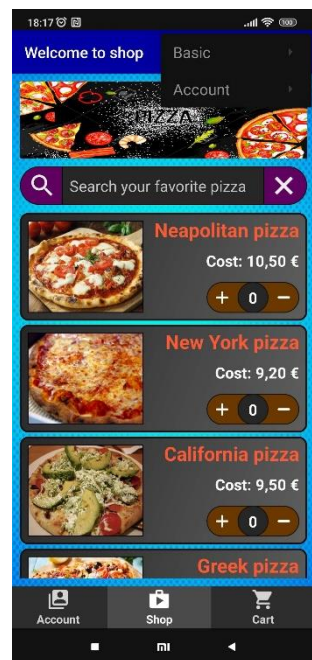 18:17
100
Welcome to shop
Basic
Account
PIZZA
Search your favorite pizza
Neapolitan pizza
Cost: 10,50 €
+ 0 −
New York pizza
Cost: 9,20 €
+ 0 −
California pizza
Cost: 9,50 €
+ 0 −
Greek pizza
Account
Shop
Cart